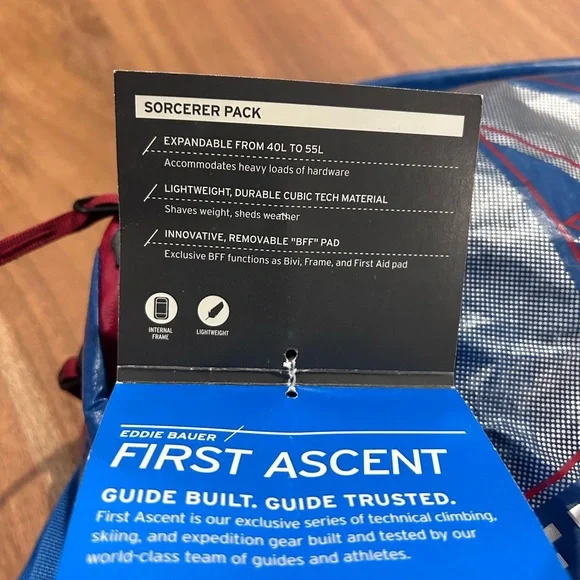 SORCERER PACK
EXPANDABLE FROM 40L TO 55L
Accommodates heavy loads of hardware
LIGHTWEIGHT, DURABLE CUBIC TECH MATERIAL
Shaves weight, sheds weather
INNOVATIVE, REMOVABLE "BFF" PAD
Exclusive BFF functions as Bivi, Frame, and First Aid pad
INTERNAL
FRAME
LIGHTWEIGHT
EDDIE BAUER
FIRST ASCENT
GUIDE BUILT. GUIDE TRUSTED.
First Ascent is our exclusive series of technical climbing,
skiing, and expedition gear built and tested by our
world-class team of guides and athletes.